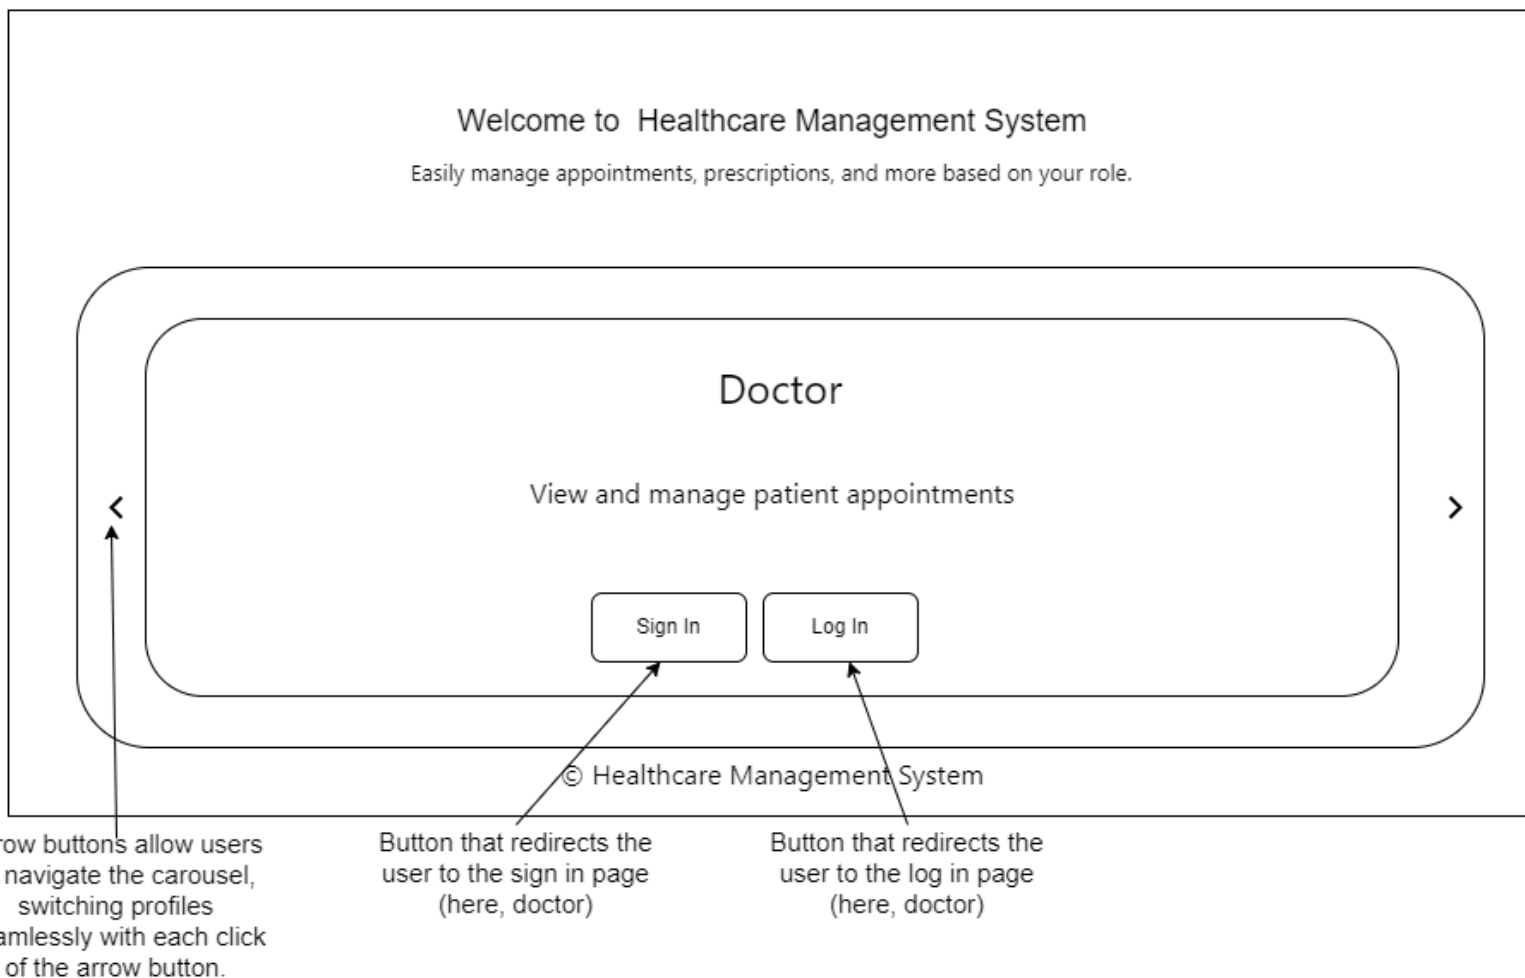 Welcome to  Healthcare Management System
Easily manage appointments, prescriptions, and more based on your role.
Doctor
View and manage patient appointments
Sign In
Log In
© Healthcare Management System
buttons allow users
navigate the carousel,
switching profiles
with each click
of the arrow button.
Button that redirects the
user to the sign in page
(here, doctor)
Button that redirects the
user to the log in page
(here, doctor)